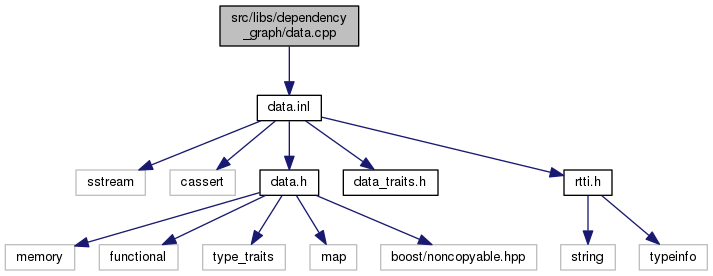 src/libs/dependency
_graph/data.cpp
data.inl
sstream
cassert
data.h
data_traits.h
rtti.h
memory
functional
type_traits
map
boost/noncopyable.hpp
string
typeinfo